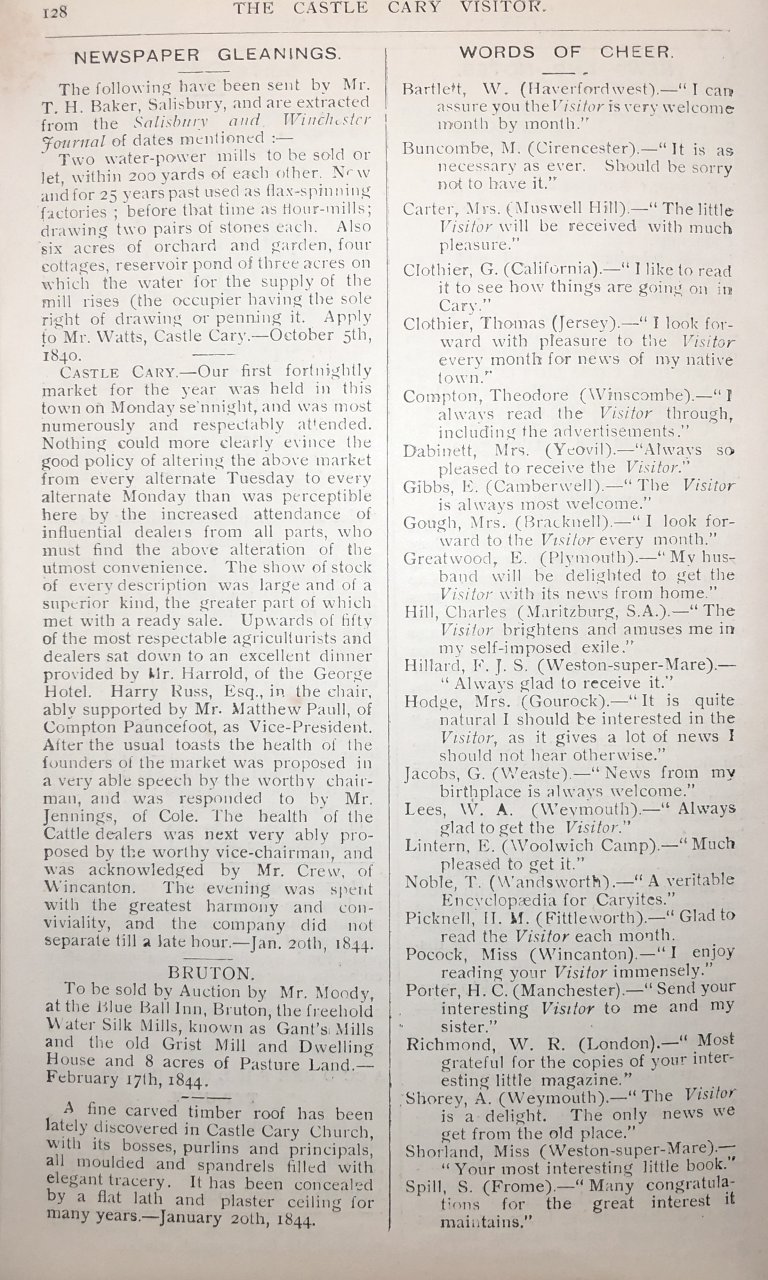 128
THE CASTLE CARY VISITOR.
NEWSPAPER GLEANINGS.
The following have been sent by Mr.
T. H. Baker, Salisbury, and are extracted
from the Salisbury and Winchester
Journal of dates mentioned :—
Two water-power mills to be sold or
let, within 200 yards of each other. New
and for 25 years past used as flax-spinning
factories ; before that time as flour-mills;
drawing two pairs of stones each. Also
six acres of orchard and garden, four
cottages, reservoir pond of three acres on
which the water for the supply of the
mill rises (the occupier having the sole
right of drawing or penning it. Apply
to Mr. Watts, Castle Cary.—October 5th,
1840.
CASTLE CARY.—Our first fortnightly
market for the year was held in this
town on Monday se'nnight, and was most
numerously and respectably attended.
Nothing could more clearly evince the
good policy of altering the above market
from every alternate Tuesday to every
alternate Monday than was perceptible
here by the increased attendance of
influential dealers from all parts, who
must find the above alteration of the
utmost convenience. The show of stock
of every description was large and of a
superior kind, the greater part of which
met with a ready sale. Upwards of fifty
of the most respectable agriculturists and
dealers sat down to an excellent dinner
provided by Mr. Harrold, of the George
Hotel. Harry Russ, Esq., in the chair,
ably supported by Mr. Matthew Paull, of
Compton Pauncefoot, as Vice-President.
After the usual toasts the health of the
founders of the market was proposed in
a very able speech by the worthy chair-
man, and was responded to by Mr.
Jennings, of Cole. The health of the
Cattle dealers was next very ably pro-
posed by the worthy vice-chairman, and
was acknowledged by Mr. Crew, of
Wincanton. The evening was spent
with the greatest harmony and con-
viviality, and the company did not
separate till a late hour.—Jan. 20th, 1844.
BRUTON.
To be sold by Auction by Mr. Moody,
at the Blue Ball Inn, Bruton, the freehold
Water Silk Mills, known as Gant's Mills
and the old Grist Mill and Dwelling
House and 8 acres of Pasture Land.—
February 17th, 1844.
A fine carved timber roof has been
lately discovered in Castle Cary Church,
with its bosses, purlins and principals,
all moulded and spandrels filled with
elegant tracery. It has been concealed
by a flat lath and plaster ceiling for
many years.—January 20th, 1844.
WORDS OF CHEER.
Bartlett, W. (Haverfordwest).—“ I can
assure you the Visitor is very welcome
month by month.”
Buncombe, M. (Cirencester).—“ It is as
necessary as ever. Should be sorry
not to have it.”
Carter, Mrs. (Muswell Hill).—“ The little
Visitor will be received with much
pleasure.”
Clothier, G. (California).—“ I like to read
it to see how things are going on in
Cary.”
Clothier, Thomas (Jersey).—“ I look for-
ward with pleasure to the Visitor
every month for news of my native
town.”
Compton, Theodore (Winscombe).—“ I
always read the Visitor through,
including the advertisements.”
Dabinett, Mrs. (Yeovil).—“Always so
pleased to receive the Visitor.”
Gibbs, E. (Camberwell).—“ The Visitor
is always most welcome.”
Gough, Mrs. (Bracknell).—“ I look for-
ward to the Visitor every month.”
Greatwood, E. (Plymouth).—“ My hus-
band will be delighted to get the
Visitor with its news from home.”
Hill, Charles (Maritzburg, S.A.).—“ The
Visitor brightens and amuses me in
my self-imposed exile.”
Hillard, F. J. S. (Weston-super-Mare).—
“ Always glad to receive it.”
Hodge, Mrs. (Gourock).—“ It is quite
natural I should be interested in the
Visitor, as it gives a lot of news I
should not hear otherwise.”
Jacobs, G. (Weaste).—“ News from my
birthplace is always welcome.”
Lees, W. A. (Weymouth).—“ Always
glad to get the Visitor.”
Lintern, E. (Woolwich Camp).—“ Much
pleased to get it.”
Noble, T. (Wandsworth).—“ A veritable
Encyclopædia for Caryites.”
Picknell, H. M. (Fittleworth).—“ Glad to
read the Visitor each month.
Pocock, Miss (Wincanton).—“ I enjoy
reading your Visitor immensely.”
Porter, H. C. (Manchester).—“ Send your
interesting Visitor to me and my
sister.”
Richmond, W. R. (London).—“ Most
grateful for the copies of your inter-
esting little magazine.”
Shorey, A. (Weymouth).—“ The Visitor
is a delight. The only news we
get from the old place.”
Shorland, Miss (Weston-super-Mare).—
“ Your most interesting little book.”
Spill, S. (Frome).—“ Many congratula-
tions for the great interest it
maintains.”